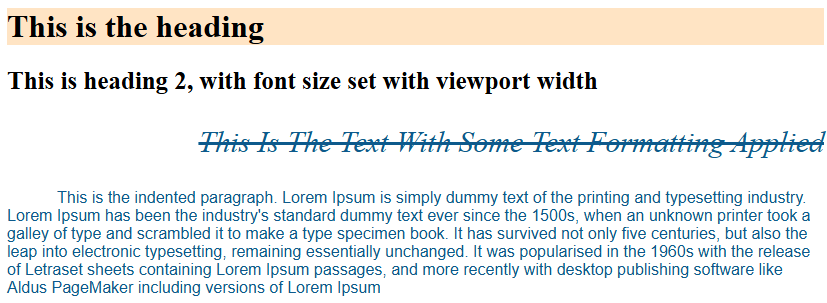 This is the heading
This is heading 2, with font size set with viewport width
This Is The Text With Some Text Formatting Applied
This is the indented paragraph. Lorem Ipsum is simply dummy text of the printing and typesetting industry.
Lorem Ipsum has been the industry's standard dummy text ever since the 1500s, when an unknown printer took a
galley of type and scrambled it to make a type specimen book. It has survived not only five centuries, but also the
leap into electronic typesetting, remaining essentially unchanged. It was popularised in the 1960s with the release
of Letraset sheets containing Lorem Ipsum passages, and more recently with desktop publishing software like
Aldus PageMaker including versions of Lorem Ipsum